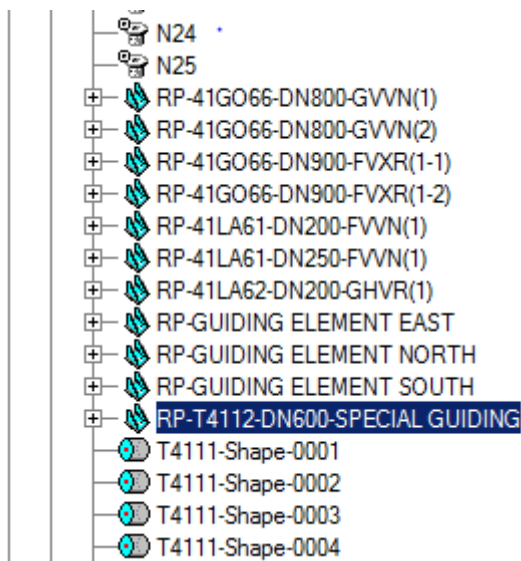 N24
N25
RP-41GO66-DN800-GVVN(1)
RP-41GO66-DN800-GVVN(2)
RP-41GO66-DN900-FVXR(1-1)
RP-41GO66-DN900-FVXR(1-2)
RP-41LA61-DN200-FVVN(1)
RP-41LA61-DN250-FVVN(1)
RP-41LA62-DN200-GHVR(1)
RP-GUIDING ELEMENT EAST
RP-GUIDING ELEMENT NORTH
RP-GUIDING ELEMENT SOUTH
RP-T4112-DN600-SPECIAL GUIDING
T4111-Shape-0001
T4111-Shape-0002
T4111-Shape-0003
T4111-Shape-0004